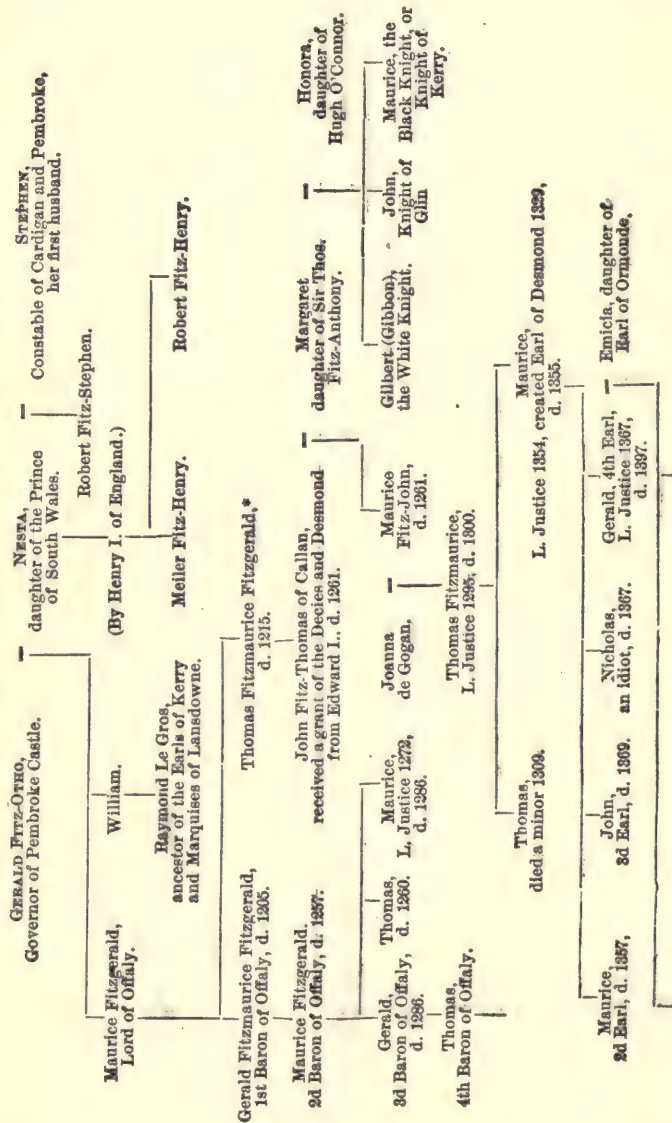 GERALD FITZ-OTHO,
Governor of Pembroke Castle.
NESTA,
daughter of the Prince
of South Wales.
STEPHEN,
Constable of Cardigan and Pembroke,
her first husband.
Robert Fitz-Stephen.
(By Henry I. of England.)
Maurice Fitzgerald,
Lord of Offaly.
William.
Meiler Fitz-Henry.
Robert Fitz-Henry.
Raymond Le Gros,
ancestor of the Earls of Kerry
and Marquises of Lansdowne.
Gerald Fitzmaurice Fitzgerald,
1st Baron of Offaly, d. 1205.
Thomas Fitzmaurice Fitzgerald,*
d. 1215.
Maurice Fitzgerald.
2d Baron of Offaly, d. 1257.
John Fitz-Thomas of Callan,
received a grant of the Decies and Desmond
from Edward I., d. 1261.
Margaret
daughter of Sir Thos.
Fitz-Anthony.
Honora,
daughter of
Hugh O'Connor.
Gerald,
3d Baron of Offaly,
d. 1286.
Thomas,
d. 1260.
Maurice,
L. Justice 1272,
d. 1286.
Joanna
de Gogan.
Maurice
Fitz-John,
d. 1261.
Gilbert (Gibbon),
the White Knight.
John,
Knight of
Glin
Maurice, the
Black Knight, or
Knight of
Kerry.
Thomas,
4th Baron of Offaly.
Thomas Fitzmaurice,
L. Justice 1295, d. 1300.
Thomas,
died a minor 1309.
Maurice,
L. Justice 1354, created Earl of Desmond 1329,
d. 1355.
Maurice,
2d Earl, d. 1357,
John,
3d Earl, d. 1369.
Nicholas,
an idiot, d. 1367.
Gerald, 4th Earl,
L. Justice 1367,
d. 1397.
Emicia, daughter of
Earl of Ormonde.